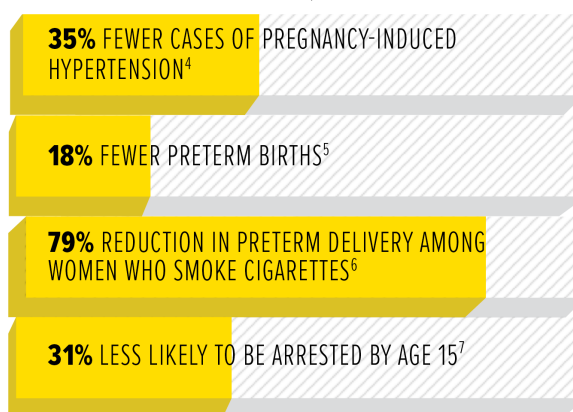 35% FEWER CASES OF PREGNANCY-INDUCED
HYPERTENSION⁴
18% FEWER PRETERM BIRTHS⁵
79% REDUCTION IN PRETERM DELIVERY AMONG
WOMEN WHO SMOKE CIGARETTES⁶
31% LESS LIKELY TO BE ARRESTED BY AGE 15⁷